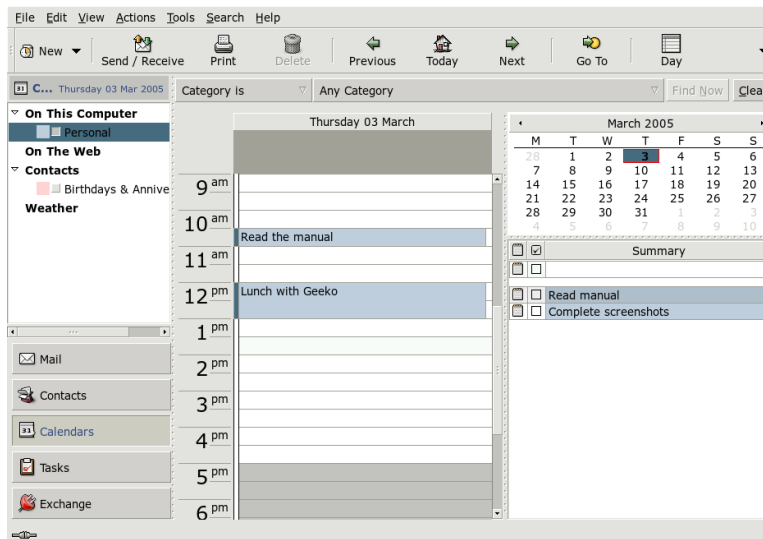 File Edit View Actions Tools Search Help
New Send / Receive Print Delete Previous Today Next Go To Day
31 C... Thursday 03 Mar 2005 Category is Any Category Find Now Clea
On This Computer
Personal
On The Web
Contacts
Birthdays & Annive
Weather
Mail
Contacts
31 Calendars
Tasks
Exchange
Thursday 03 March
9 am
10 am
Read the manual
11 am
12 pm Lunch with Geeko
1 pm
2 pm
3 pm
4 pm
5 pm
6 pm
March 2005
M T W T F S S
28 1 2 3 4 5 6
7 8 9 10 11 12 13
14 15 16 17 18 19 20
21 22 23 24 25 26 27
28 29 30 31 1 2 3
4 5 6 7 8 9 10
Summary
Read manual
Complete screenshots